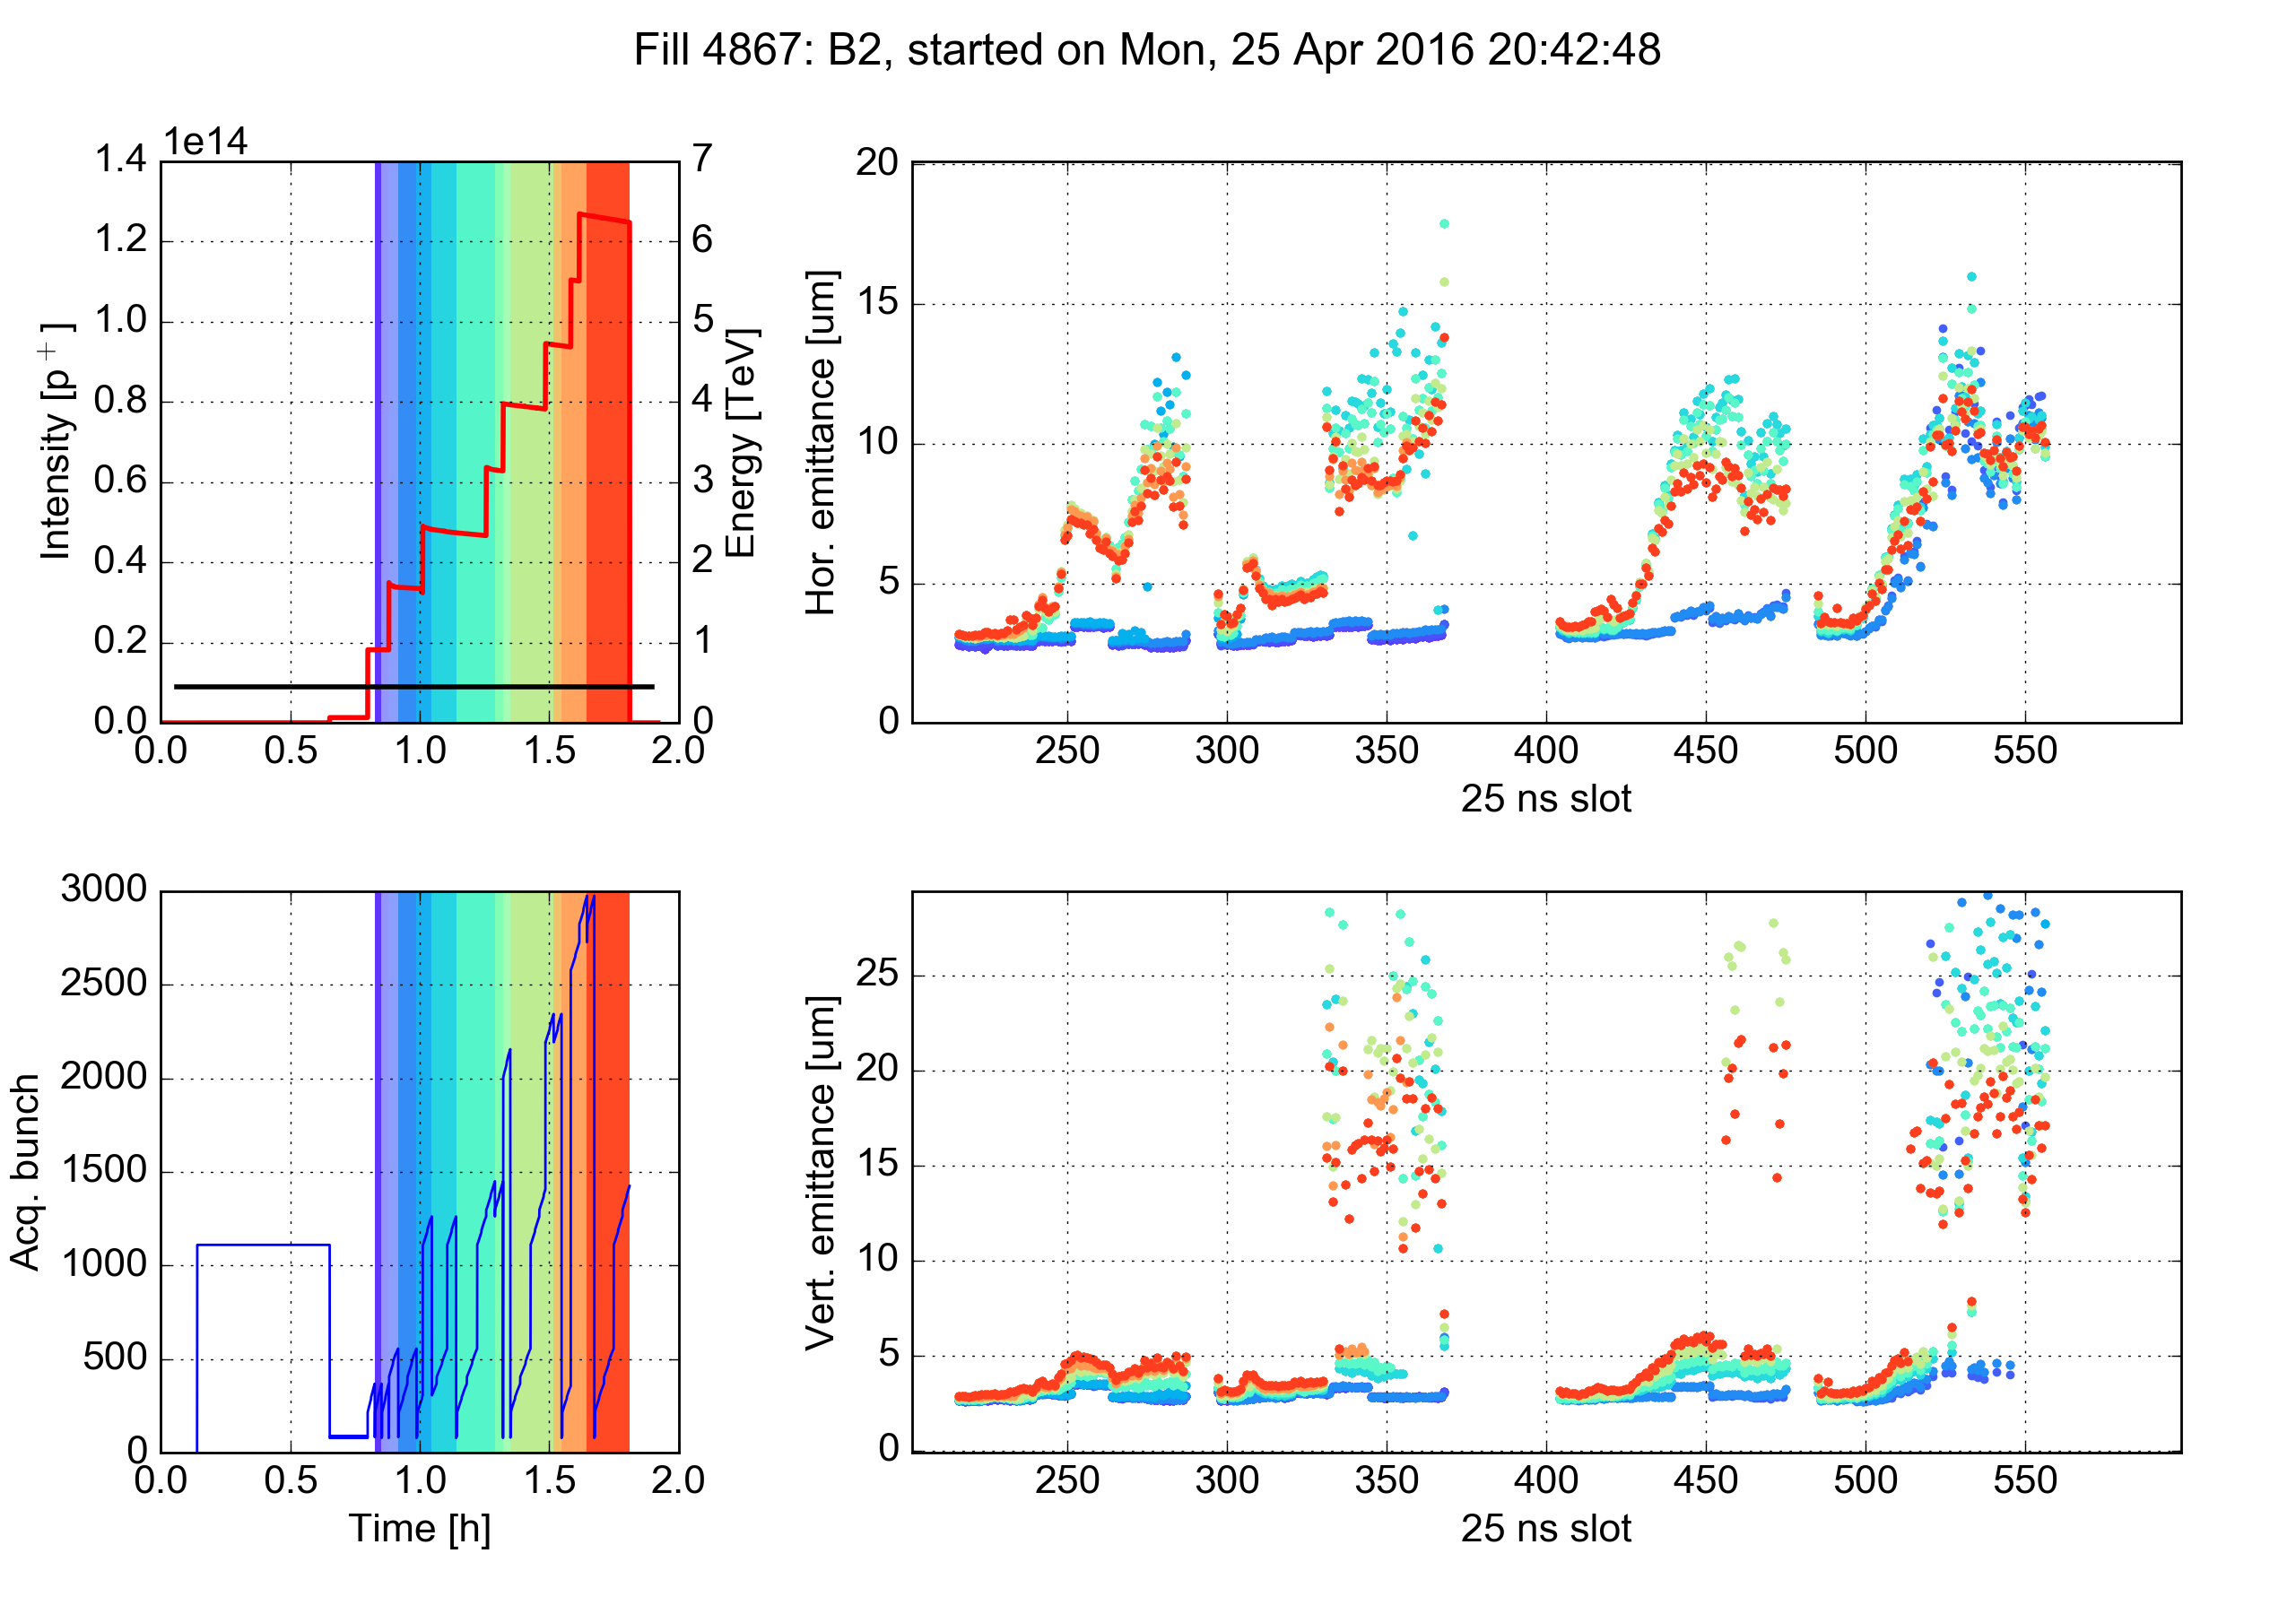 Fill 4867: B2, started on Mon, 25 Apr 2016 20:42:48
1e14
Intensity [p⁺]
1.4
1.2
1.0
0.8
0.6
0.4
0.2
0.0
7
6
5
4
3
2
1
0
Energy [TeV]
0.0 0.5 1.0 1.5 2.0
Hor. emittance [um]
20
15
10
5
0
250 300 350 400 450 500 550
25 ns slot
Acq. bunch
3000
2500
2000
1500
1000
500
0
0.0 0.5 1.0 1.5 2.0
Time [h]
Vert. emittance [um]
25
20
15
10
5
0
250 300 350 400 450 500 550
25 ns slot